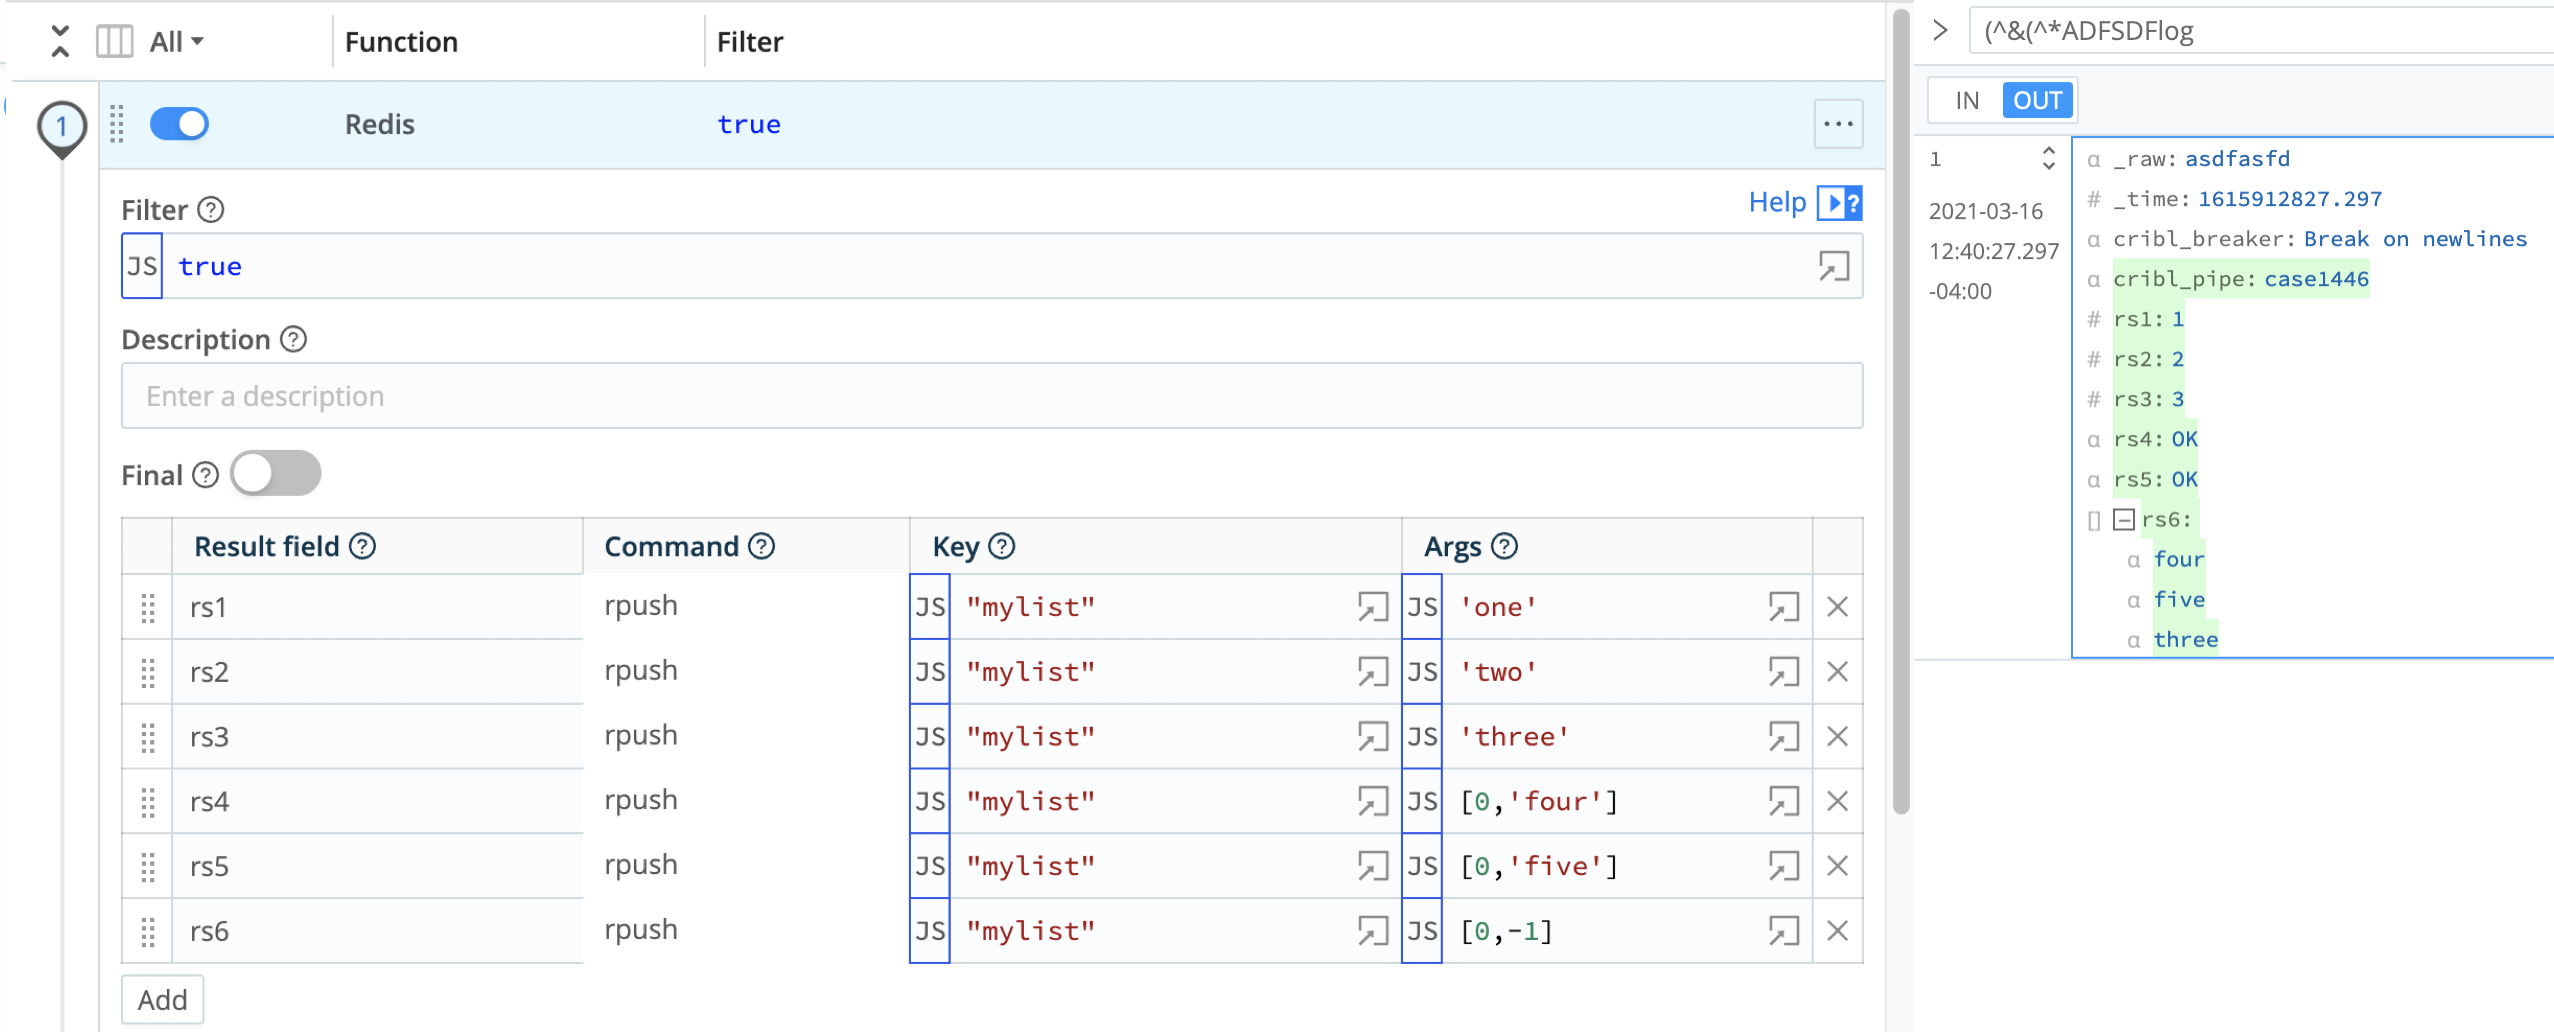 All
Function
Filter
1
Redis
true
...
Filter ?
Help ?
JS true
Description ?
Enter a description
Final ?
Result field ? Command ? Key ? Args ?
rs1 rpush JS "mylist" JS 'one'
rs2 rpush JS "mylist" JS 'two'
rs3 rpush JS "mylist" JS 'three'
rs4 rpush JS "mylist" JS [0,'four']
rs5 rpush JS "mylist" JS [0,'five']
rs6 rpush JS "mylist" JS [0,-1]
Add
(^&(^*ADFSDFlog
IN OUT
1
2021-03-16
12:40:27.297
-04:00
α _raw: asdfasfd
# _time: 1615912827.297
α cribl_breaker: Break on newlines
α cribl_pipe: case1446
# rs1: 1
# rs2: 2
# rs3: 3
α rs4: OK
α rs5: OK
[] rs6:
α four
α five
α three